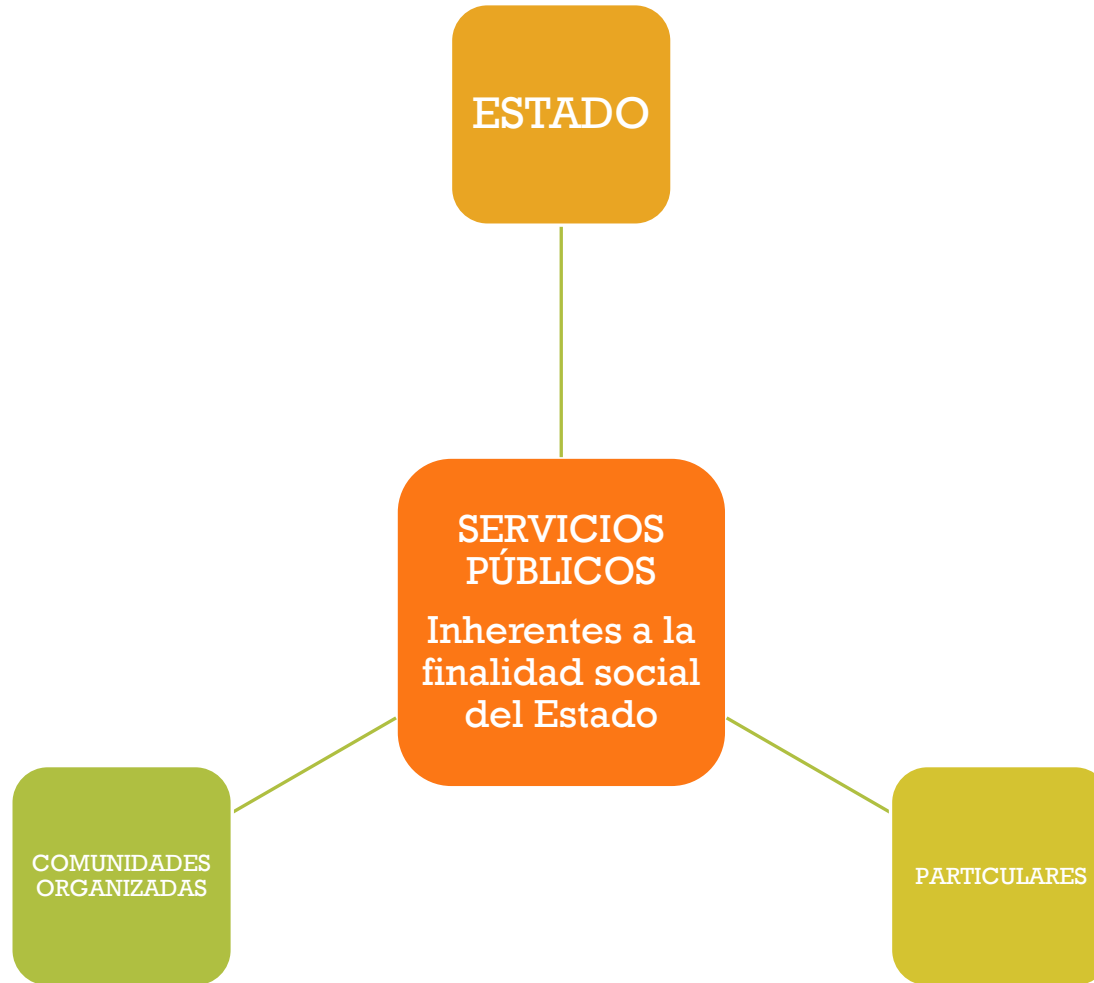 ESTADO
SERVICIOS
PÚBLICOS
Inherentes a la
finalidad social
del Estado
COMUNIDADES
ORGANIZADAS
PARTICULARES